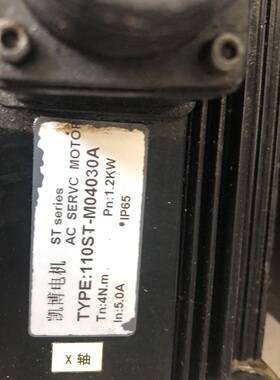 凯博电机
ST series
AC SERVC MOTOR
TYPE:110ST-M04030A
Tn:4N.m
Pn:1.2KW
In:5.0A
*IP65
X轴